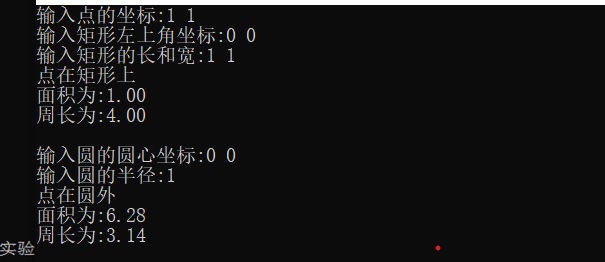 输入点的坐标:1 1
输入矩形左上角坐标:0 0
输入矩形的长和宽:1 1
点在矩形上
面积为:1.00
周长为:4.00
输入圆的圆心坐标:0 0
输入圆的半径:1
点在圆外
面积为:6.28
周长为:3.14
实验